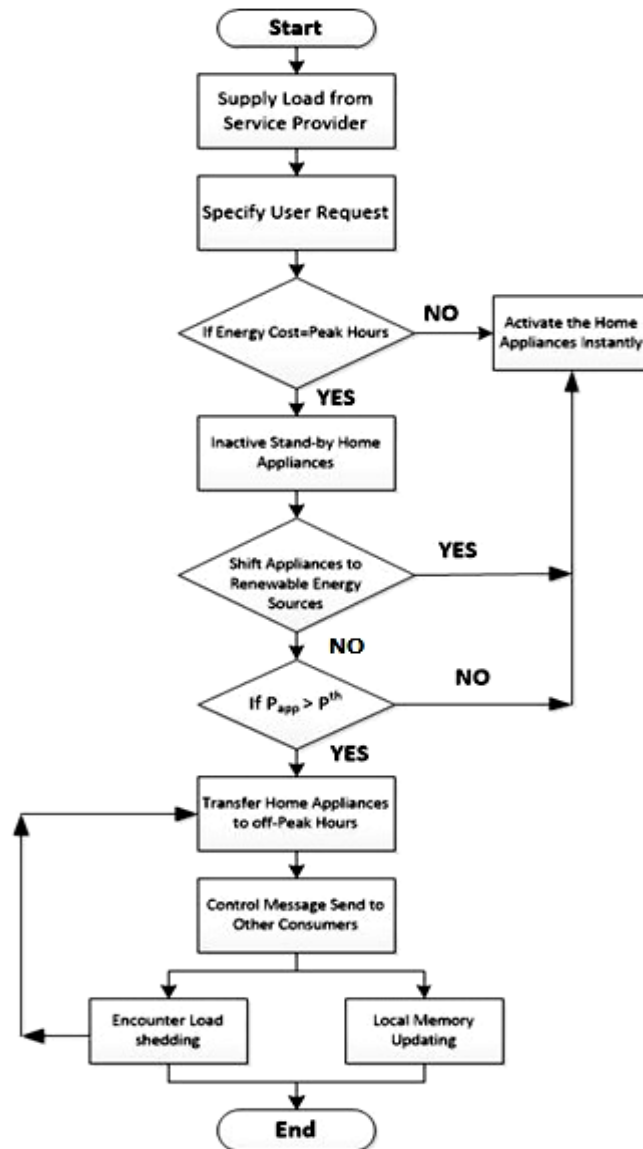 Start
Supply Load from
Service Provider
Specify User Request
If Energy Cost=Peak Hours
NO
Activate the Home
Appliances Instantly
YES
Inactive Stand-by Home
Appliances
Shift Appliances to
Renewable Energy
Sources
YES
NO
If Papp > Pth
NO
YES
Transfer Home Appliances
to off-Peak Hours
Control Message Send to
Other Consumers
Encounter Load
shedding
Local Memory
Updating
End